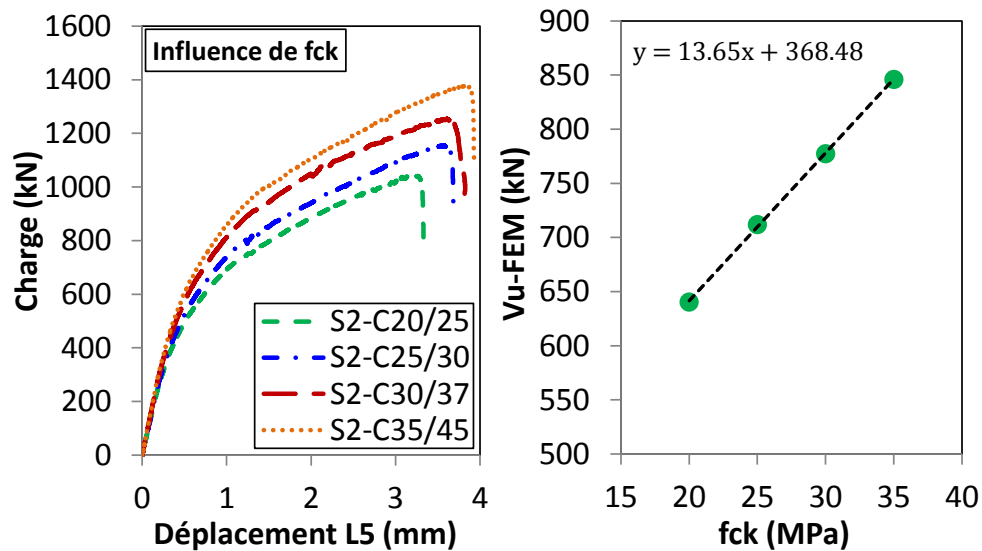 Influence de fck
Charge (kN)
1600
1400
1200
1000
800
600
400
200
0
0 1 2 3 4
Déplacement L5 (mm)
S2-C20/25
S2-C25/30
S2-C30/37
S2-C35/45
y = 13.65x + 368.48
Vu-FEM (kN)
900
850
800
750
700
650
600
550
500
15 20 25 30 35 40
fck (MPa)